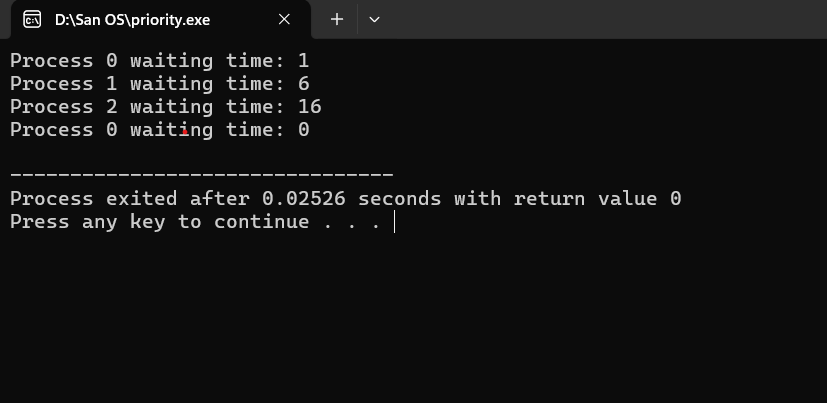 D:\San OS\priority.exe
Process 0 waiting time: 1
Process 1 waiting time: 6
Process 2 waiting time: 16
Process 0 waiting time: 0
--------------------------------
Process exited after 0.02526 seconds with return value 0
Press any key to continue . . .